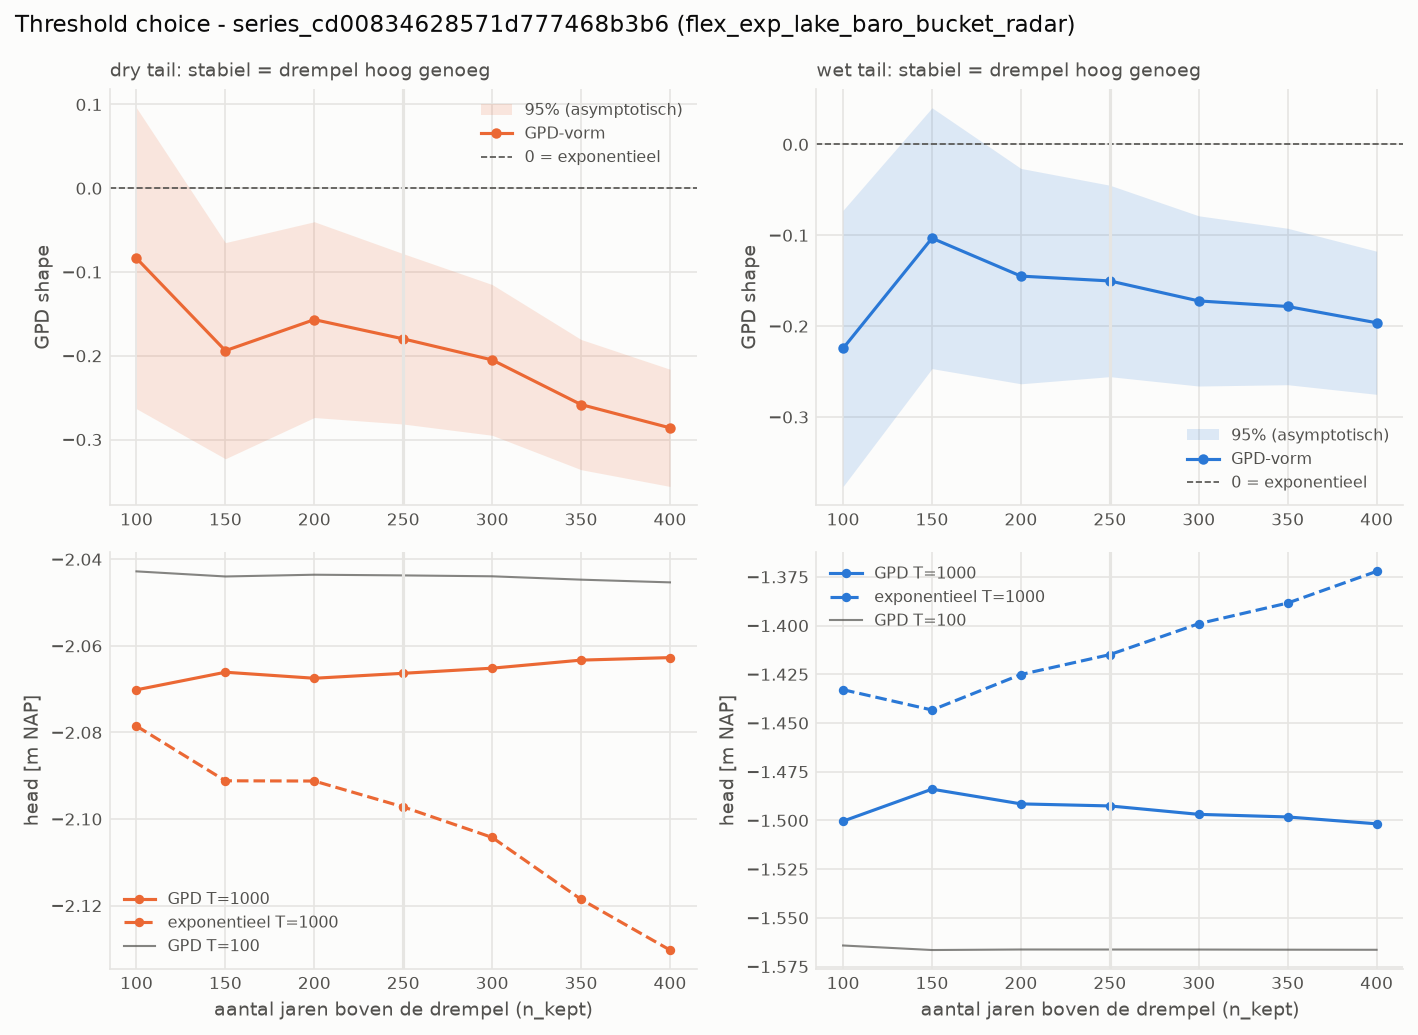 Threshold choice - series_cd00834628571d777468b3b6 (flex_exp_lake_baro_bucket_radar)
dry tail: stabiel = drempel hoog genoeg
0.1
0.0
−0.1
−0.2
−0.3
GPD shape
95% (asymptotisch)
GPD-vorm
0 = exponentieel
100 150 200 250 300 350 400
wet tail: stabiel = drempel hoog genoeg
0.0
−0.1
−0.2
−0.3
GPD shape
95% (asymptotisch)
GPD-vorm
0 = exponentieel
100 150 200 250 300 350 400
−2.04
−2.06
−2.08
−2.10
−2.12
head [m NAP]
GPD T=1000
exponentieel T=1000
GPD T=100
100 150 200 250 300 350 400
aantal jaren boven de drempel (n_kept)
−1.375
−1.400
−1.425
−1.450
−1.475
−1.500
−1.525
−1.550
−1.575
head [m NAP]
GPD T=1000
exponentieel T=1000
GPD T=100
100 150 200 250 300 350 400
aantal jaren boven de drempel (n_kept)